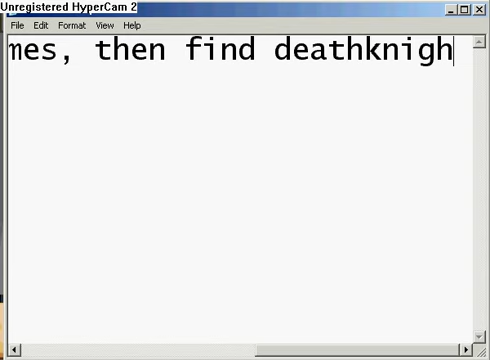 Unregistered HyperCam 2
File Edit Format View Help
mes, then find deathknigh